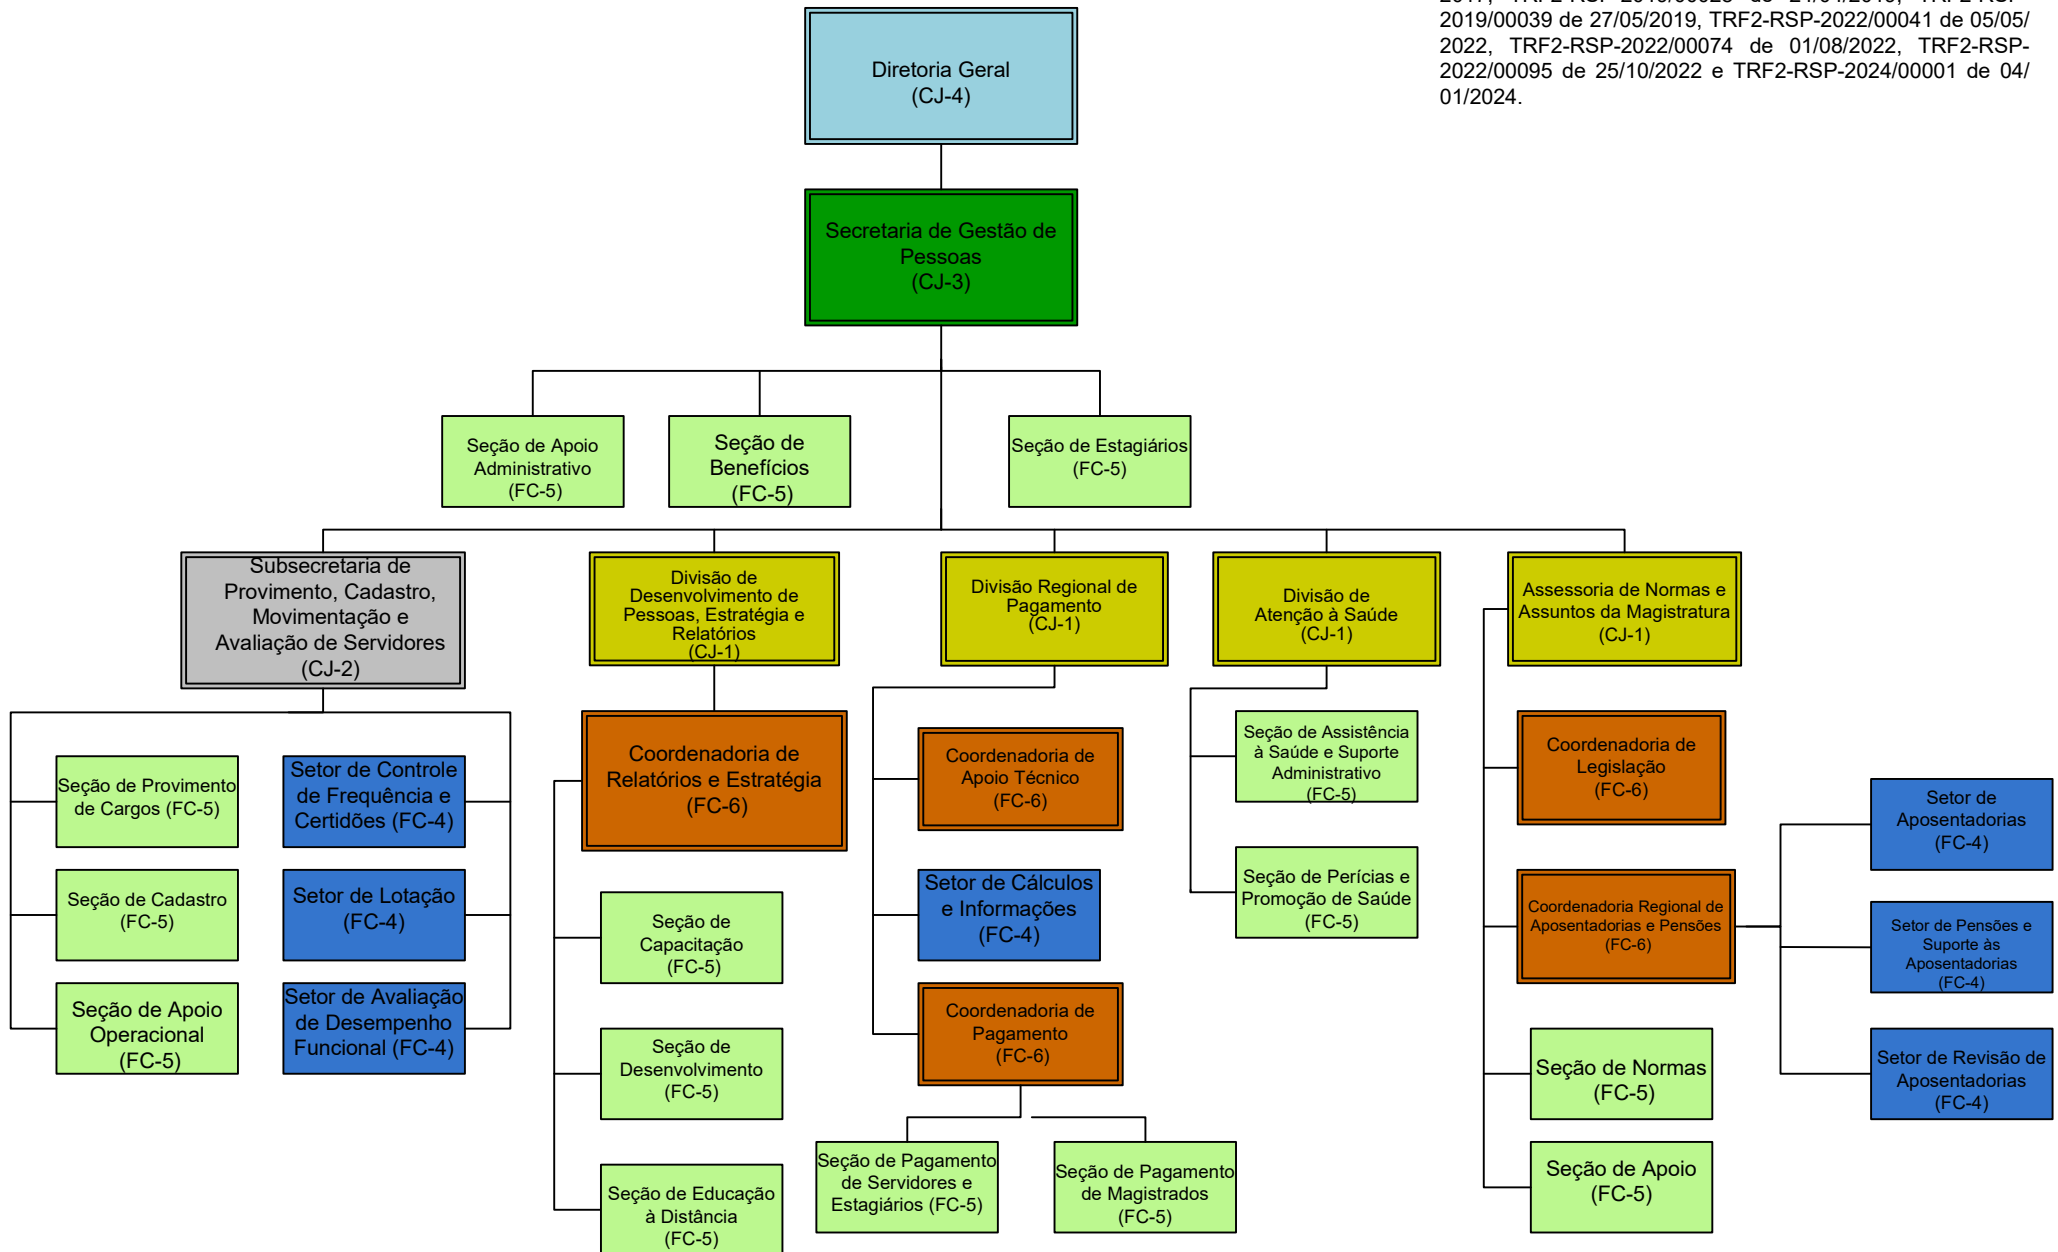 2019/00039 de 27/05/2019, TRF2-RSP-2022/00041 de 05/05/
2022, TRF2-RSP-2022/00074 de 01/08/2022, TRF2-RSP-
2022/00095 de 25/10/2022 e TRF2-RSP-2024/00001 de 04/
01/2024.
Diretoria Geral
(CJ-4)
Secretaria de Gestão de
Pessoas
(CJ-3)
Seção de Apoio
Administrativo
(FC-5)
Seção de
Benefícios
(FC-5)
Seção de Estagiários
(FC-5)
Subsecretaria de
Provimento, Cadastro,
Movimentação e
Avaliação de Servidores
(CJ-2)
Divisão de
Desenvolvimento de
Pessoas, Estratégia e
Relatórios
(CJ-1)
Divisão Regional de
Pagamento
(CJ-1)
Divisão de
Atenção à Saúde
(CJ-1)
Assessoria de Normas e
Assuntos da Magistratura
(CJ-1)
Seção de Provimento
de Cargos (FC-5)
Setor de Controle
de Frequência e
Certidões (FC-4)
Seção de Cadastro
(FC-5)
Setor de Lotação
(FC-4)
Seção de Apoio
Operacional
(FC-5)
Setor de Avaliação
de Desempenho
Funcional (FC-4)
Coordenadoria de
Relatórios e Estratégia
(FC-6)
Seção de
Capacitação
(FC-5)
Seção de
Desenvolvimento
(FC-5)
Seção de Educação
à Distância
(FC-5)
Coordenadoria de
Apoio Técnico
(FC-6)
Setor de Cálculos
e Informações
(FC-4)
Coordenadoria de
Pagamento
(FC-6)
Seção de Pagamento
de Servidores e
Estagiários (FC-5)
Seção de Pagamento
de Magistrados
(FC-5)
Seção de Assistência
à Saúde e Suporte
Administrativo
(FC-5)
Seção de Perícias e
Promoção de Saúde
(FC-5)
Coordenadoria de
Legislação
(FC-6)
Coordenadoria Regional de
Aposentadorias e Pensões
(FC-6)
Seção de Normas
(FC-5)
Seção de Apoio
(FC-5)
Setor de
Aposentadorias
(FC-4)
Setor de Pensões e
Suporte às
Aposentadorias
(FC-4)
Setor de Revisão de
Aposentadorias
(FC-4)